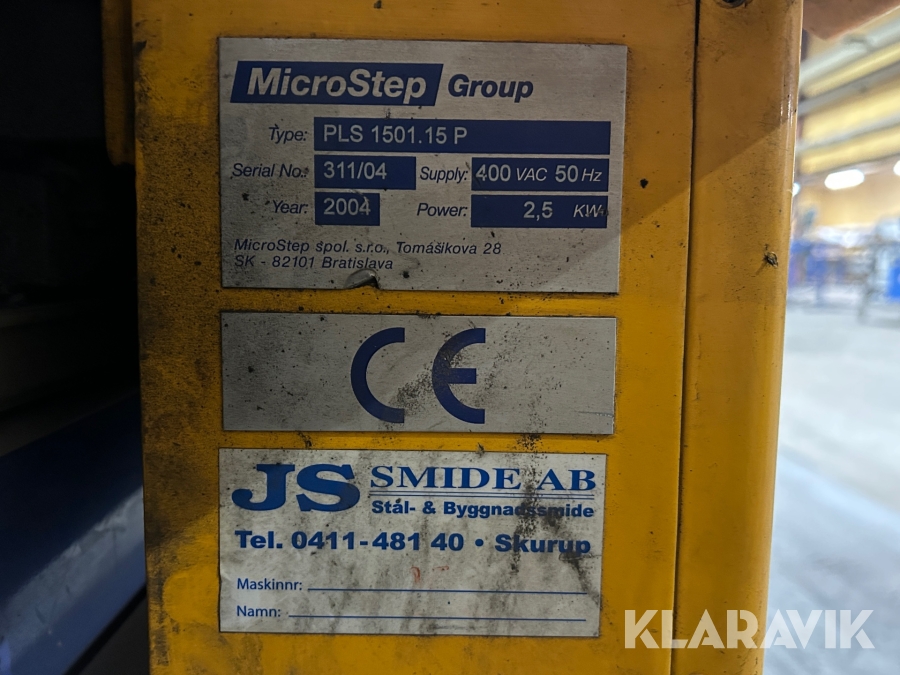 MicroStep Group
Type: PLS 1501.15 P
Serial No.: 311/04 Supply: 400 VAC 50 Hz
Year: 2004 Power: 2,5 KW
MicroStep spol. s.r.o., Tomášikova 28
SK - 82101 Bratislava
CE
JS SMIDE AB
Stål- & Byggnadssmide
Tel. 0411-481 40 • Skurup
Maskinnr:
Namn:
KLARAVIK